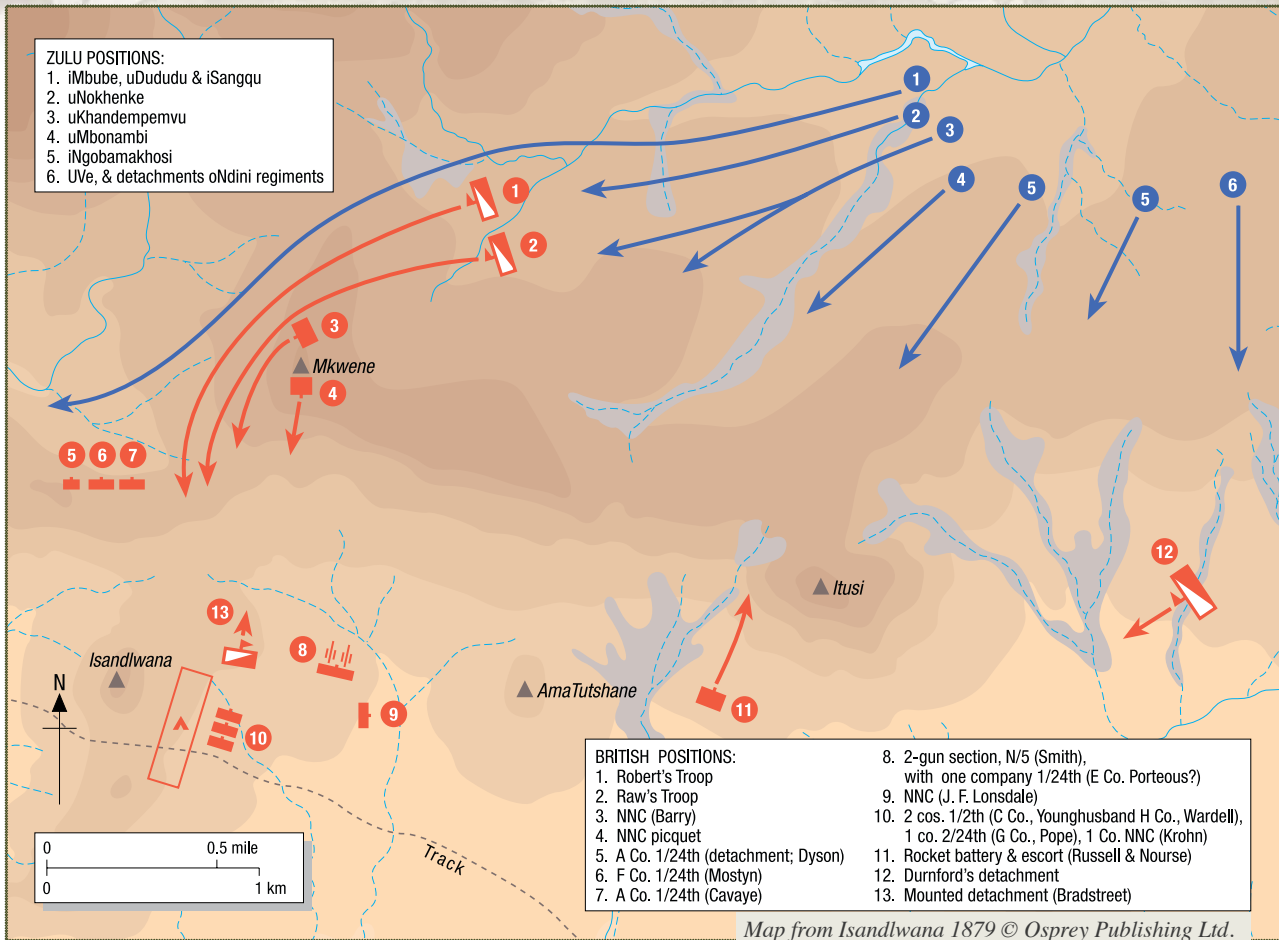 ZULU POSITIONS:
1. iMbube, uDududu & iSangqu
2. uNokhenke
3. uKhandempemvu
4. uMbonambi
5. iNgobamakhosi
6. UVe, & detachments oNdini regiments
1
2
3
4
5
5
6
1
2
3
Mkwene
4
5 6 7
12
Itusi
13
8
Isandlwana
N
AmaTutshane
9
11
10
Track
0 0.5 mile
0 1 km
BRITISH POSITIONS:
1. Robert's Troop
2. Raw's Troop
3. NNC (Barry)
4. NNC picquet
5. A Co. 1/24th (detachment; Dyson)
6. F Co. 1/24th (Mostyn)
7. A Co. 1/24th (Cavaye)
8. 2-gun section, N/5 (Smith),
with one company 1/24th (E Co. Porteous?)
9. NNC (J. F. Lonsdale)
10. 2 cos. 1/2th (C Co., Younghusband H Co., Wardell),
1 co. 2/24th (G Co., Pope), 1 Co. NNC (Krohn)
11. Rocket battery & escort (Russell & Nourse)
12. Durnford's detachment
13. Mounted detachment (Bradstreet)
Map from Isandlwana 1879 © Osprey Publishing Ltd.